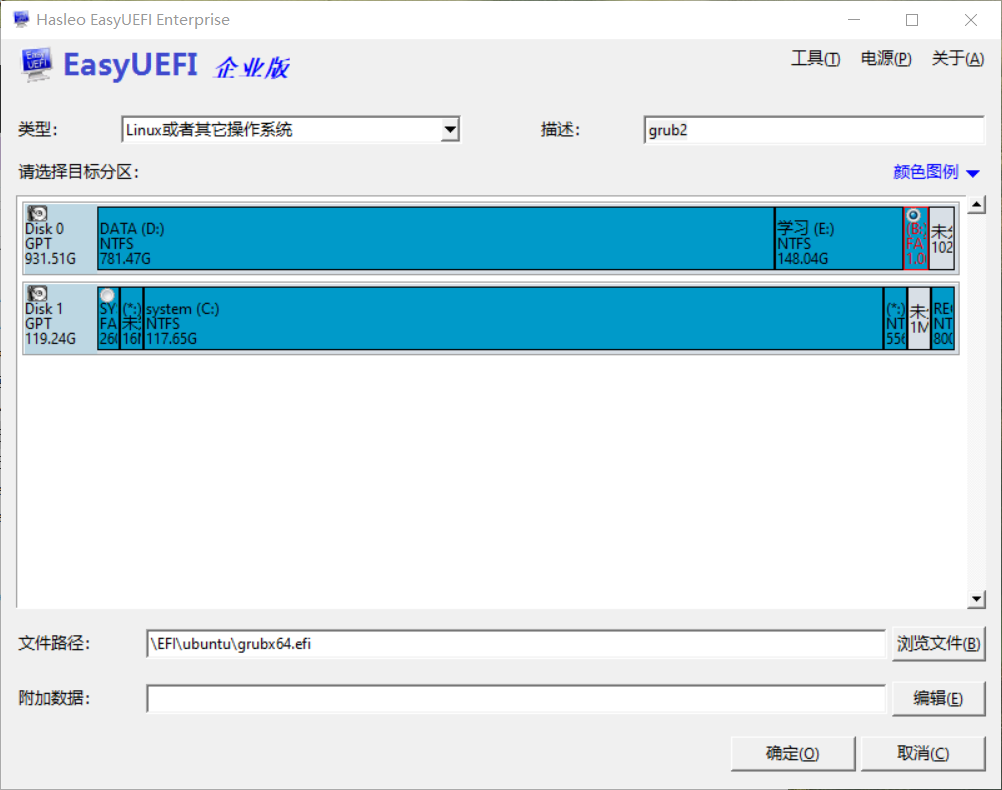 Hasleo EasyUEFI Enterprise
EasyUEFI 企业版
工具(T) 电源(P) 关于(A)
类型: Linux或者其它操作系统 描述: grub2
请选择目标分区: 颜色图例
Disk 0
GPT
931.51G
DATA (D:)
NTFS
781.47G
学习 (E:)
NTFS
148.04G
(B:)
FA
1.0
未
102
Disk 1
GPT
119.24G
SY
FA
260
(*:)
未
16M
system (C:)
NTFS
117.65G
(*:)
NT
556
未
1M
RE
NT
800
文件路径: \EFI\ubuntu\grubx64.efi 浏览文件(B)
附加数据: 编辑(E)
确定(O) 取消(C)